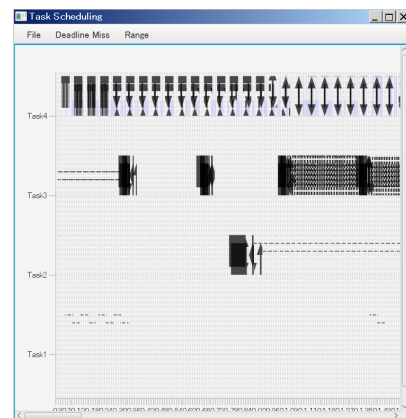 Task Scheduling
File Deadline Miss Range
Task4
Task3
Task2
Task1